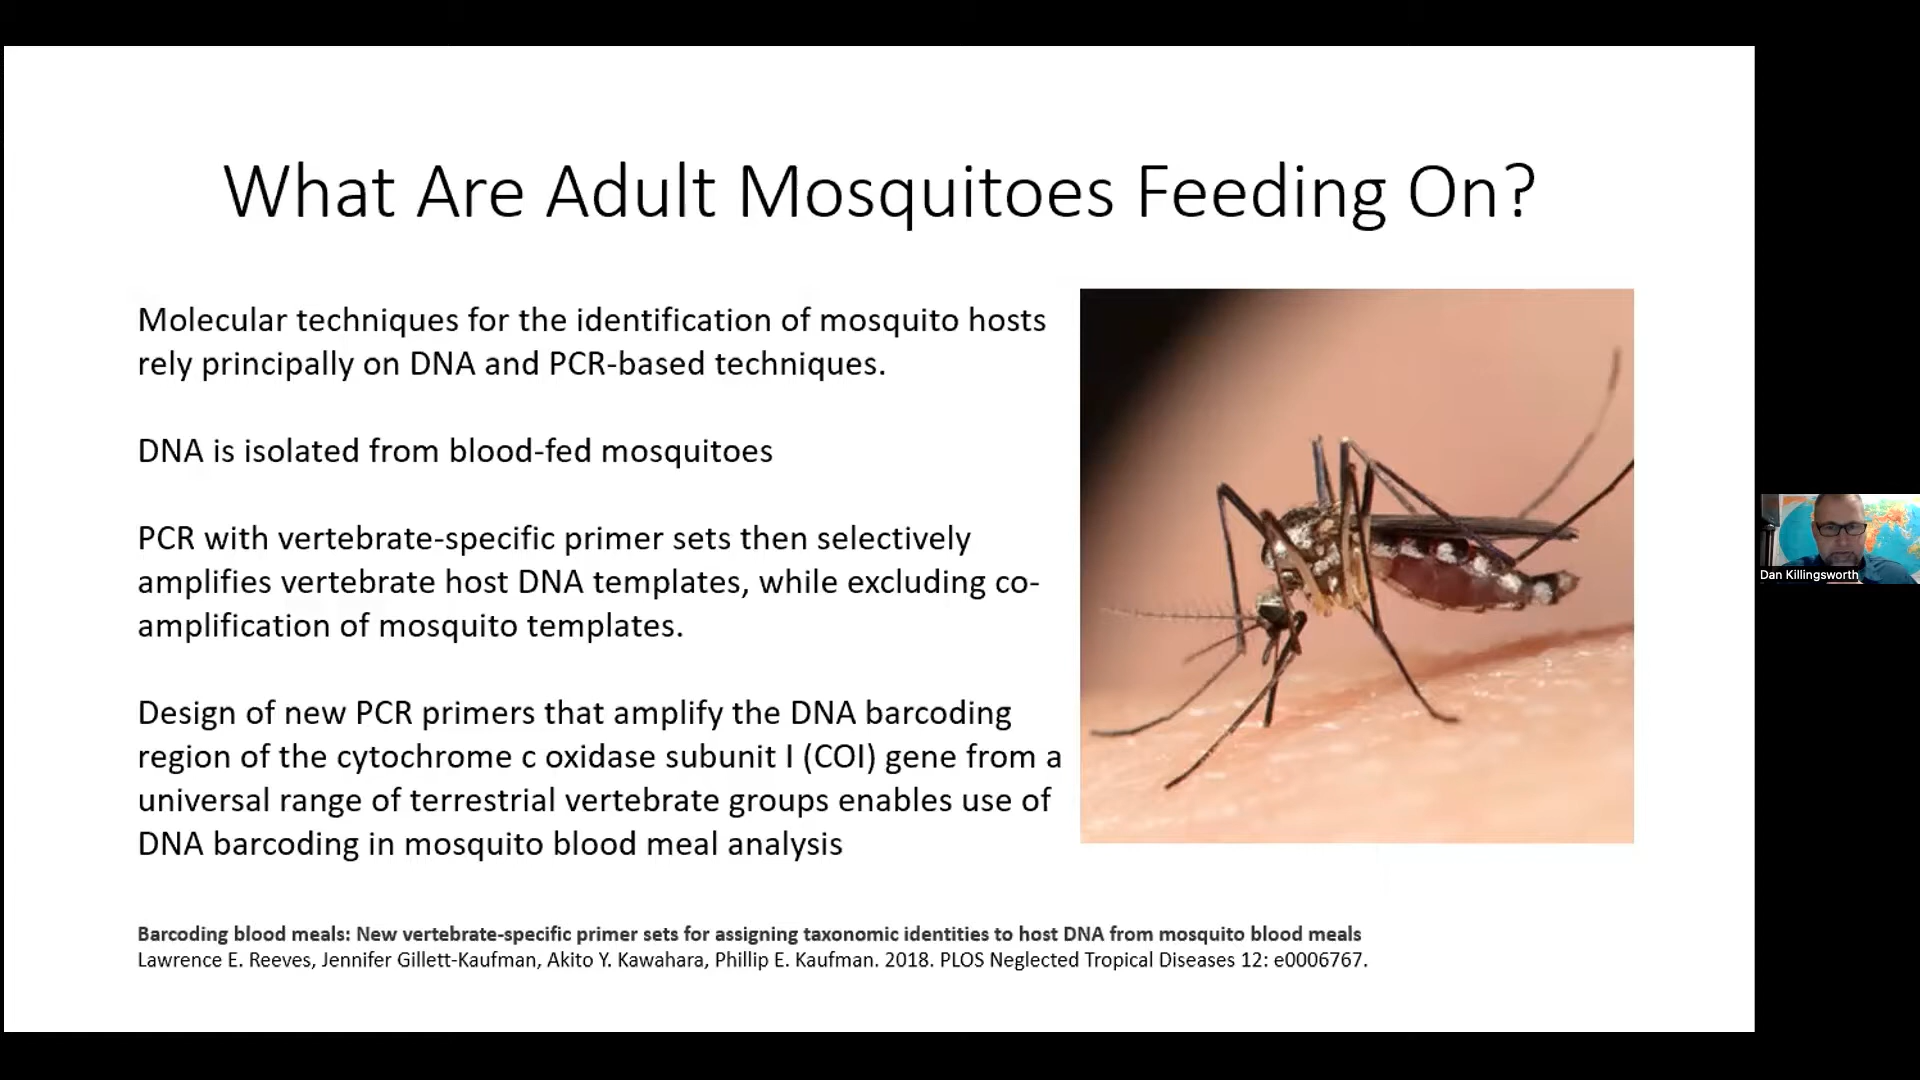 What Are Adult Mosquitoes Feeding On?
Molecular techniques for the identification of mosquito hosts
rely principally on DNA and PCR-based techniques.
DNA is isolated from blood-fed mosquitoes
PCR with vertebrate-specific primer sets then selectively
amplifies vertebrate host DNA templates, while excluding co-
amplification of mosquito templates.
Design of new PCR primers that amplify the DNA barcoding
region of the cytochrome c oxidase subunit I (COI) gene from a
universal range of terrestrial vertebrate groups enables use of
DNA barcoding in mosquito blood meal analysis
Barcoding blood meals: New vertebrate-specific primer sets for assigning taxonomic identities to host DNA from mosquito blood meals
Lawrence E. Reeves, Jennifer Gillett-Kaufman, Akito Y. Kawahara, Phillip E. Kaufman. 2018. PLOS Neglected Tropical Diseases 12: e0006767.
Dan Killingsworth